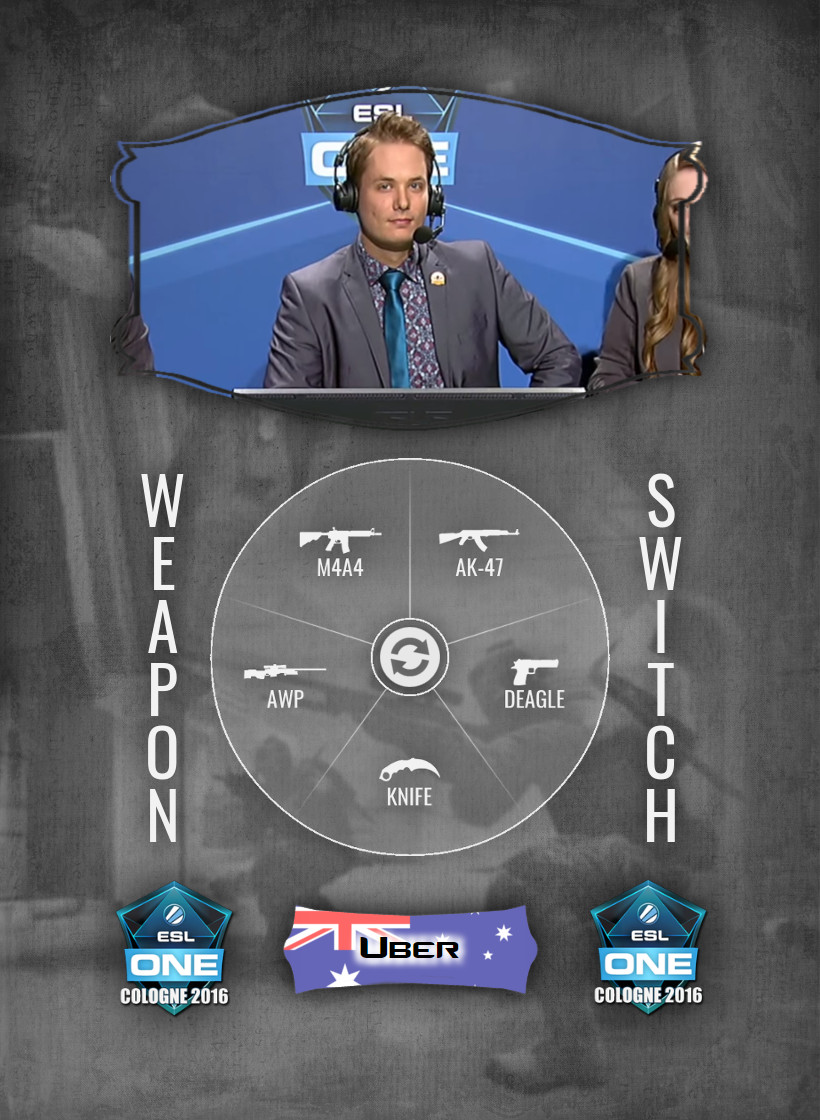 ESL
ONE
WEAPON
SWITCH
M4A4
AK-47
AWP
DEAGLE
KNIFE
ESL
ONE
COLOGNE 2016
UBER
ESL
ONE
COLOGNE 2016